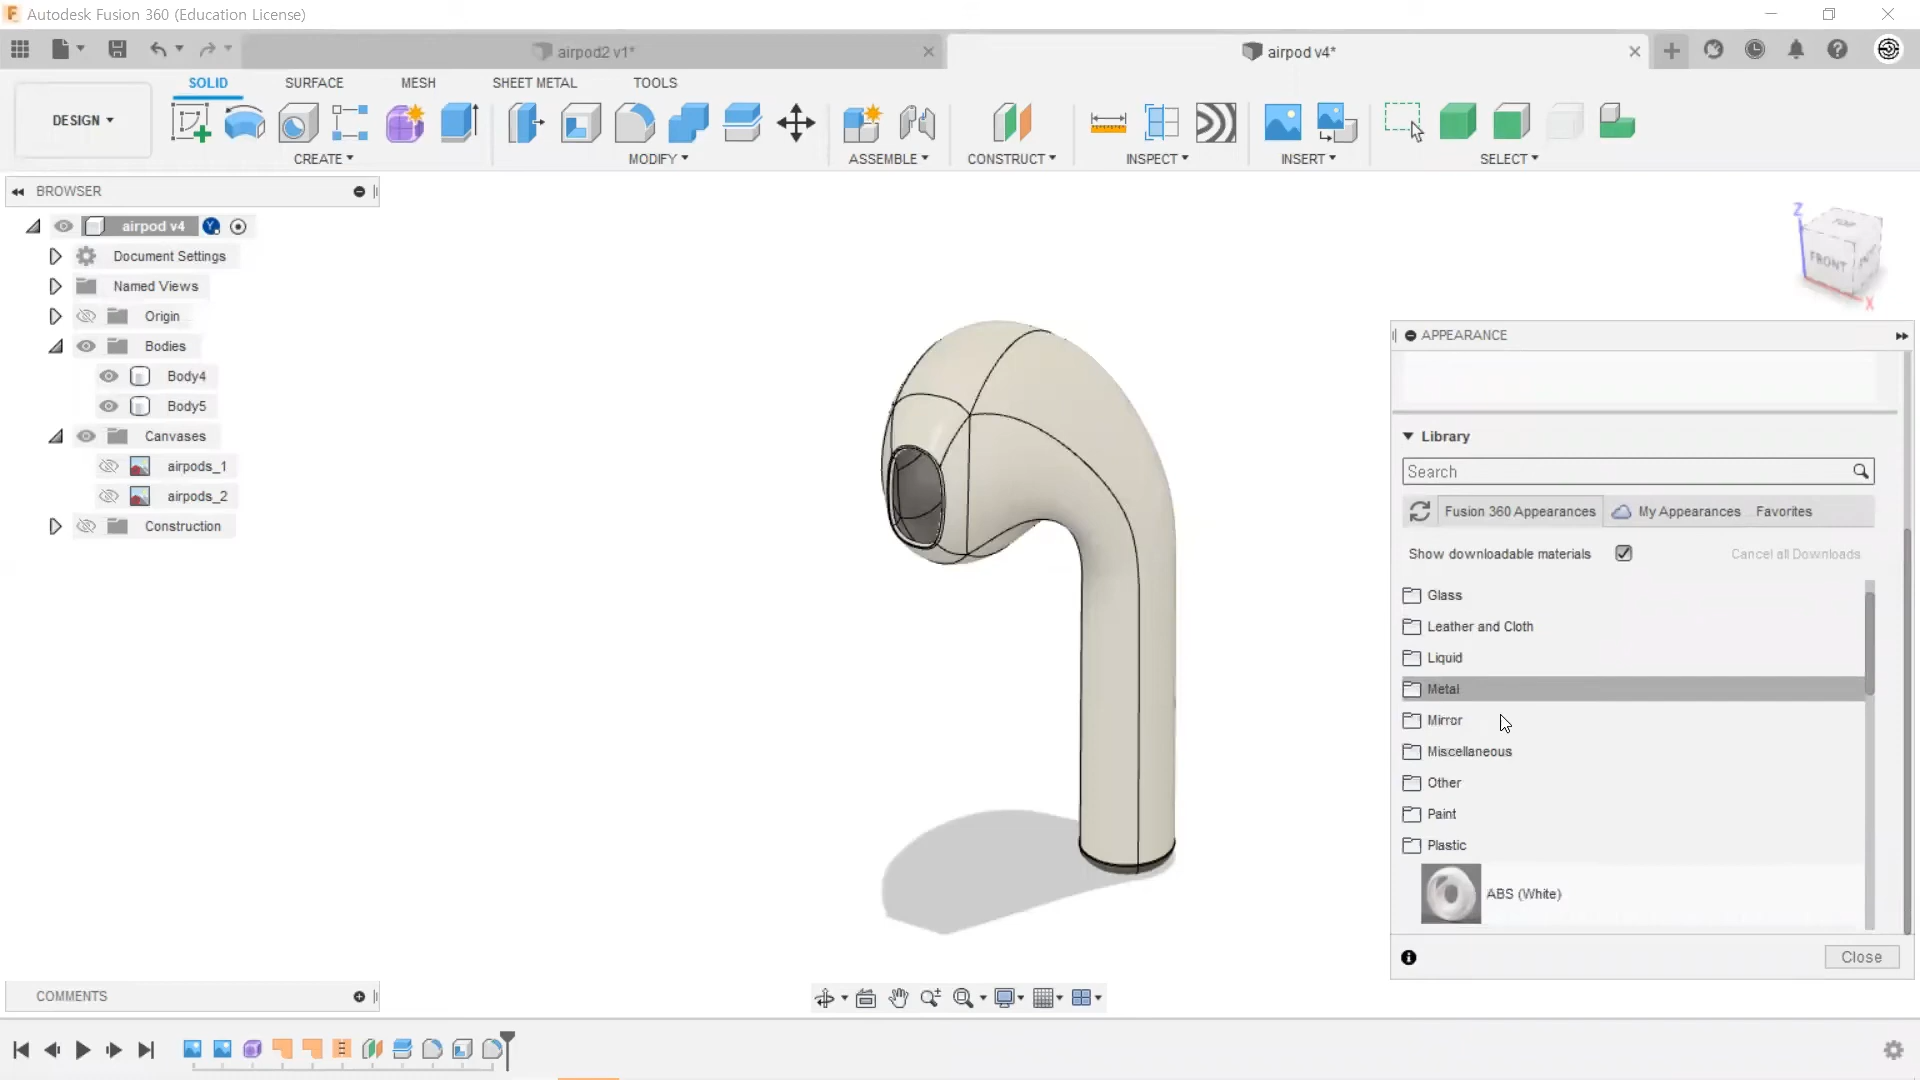 Autodesk Fusion 360 (Education License)
airpod2 v1*
airpod v4*
SOLID
SURFACE
MESH
SHEET METAL
TOOLS
DESIGN
CREATE
MODIFY
ASSEMBLE
CONSTRUCT
INSPECT
INSERT
SELECT
BROWSER
airpod v4
Document Settings
Named Views
Origin
Bodies
Body4
Body5
Canvases
airpods_1
airpods_2
Construction
Z
TOP
FRONT
X
APPEARANCE
Library
Search
Fusion 360 Appearances
My Appearances
Favorites
Show downloadable materials
Cancel all Downloads
Glass
Leather and Cloth
Liquid
Metal
Mirror
Miscellaneous
Other
Paint
Plastic
ABS (White)
Close
COMMENTS